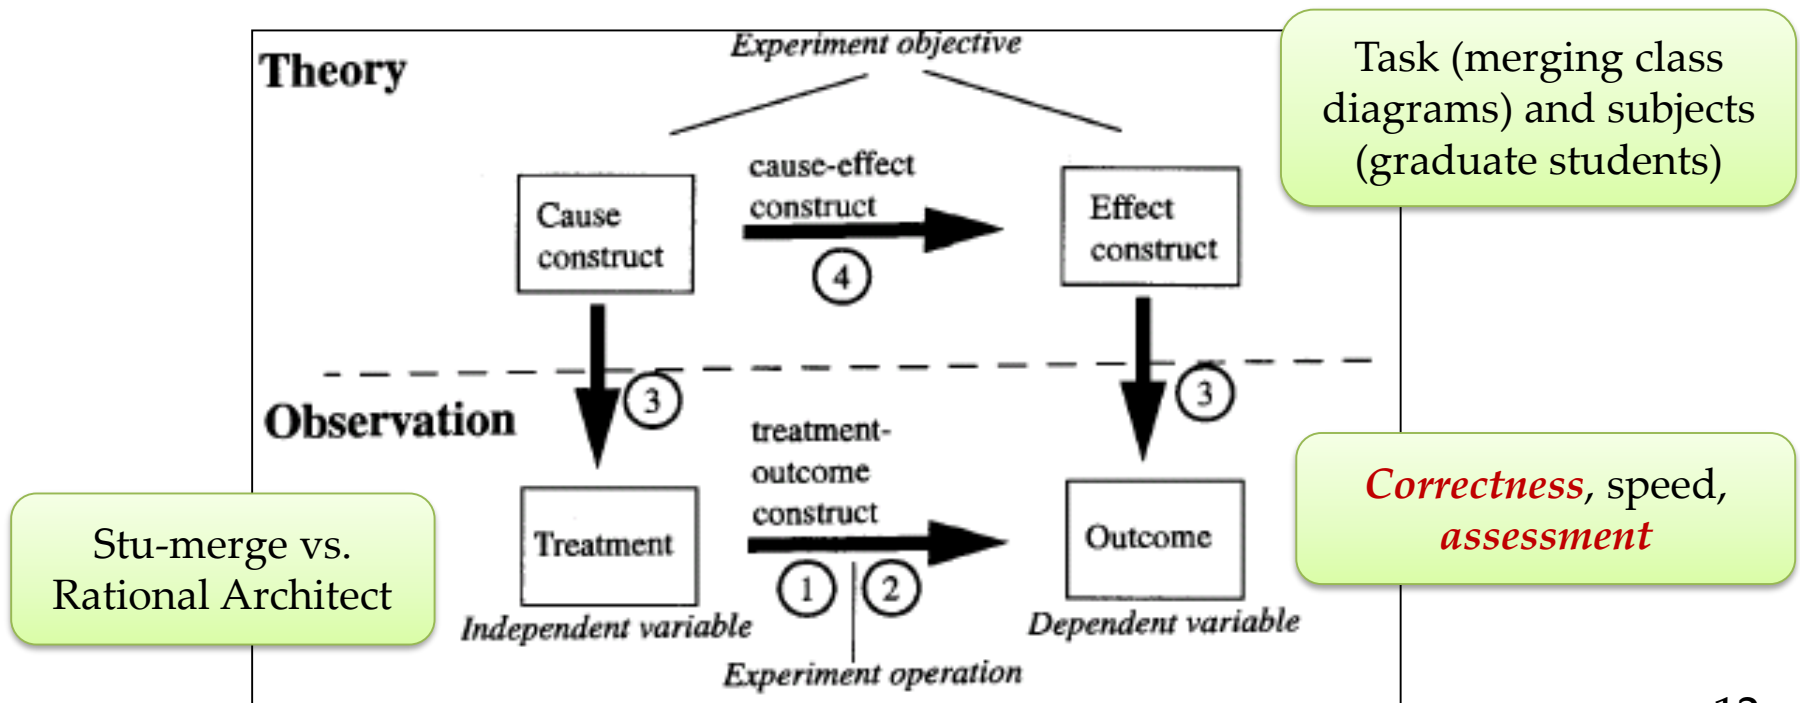 Experiment objective
Theory
Task (merging class
diagrams) and subjects
(graduate students)
Cause
construct
cause-effect
construct
4
Effect
construct
3
3
Observation
treatment-
outcome
construct
Correctness, speed,
assessment
Stu-merge vs.
Rational Architect
Treatment
1
2
Outcome
Independent variable
Dependent variable
Experiment operation